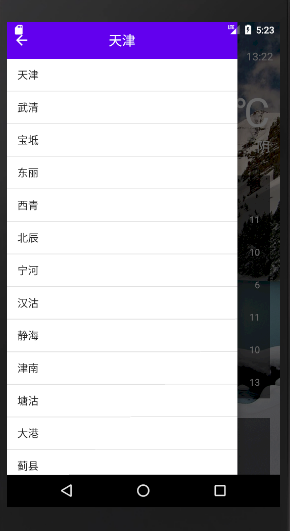 5:23
天津
13:22
℃
阴
天津
武清
宝坻
东丽
西青
北辰
11
宁河
10
汉沽
6
静海
11
津南
10
塘沽
13
大港
蓟县